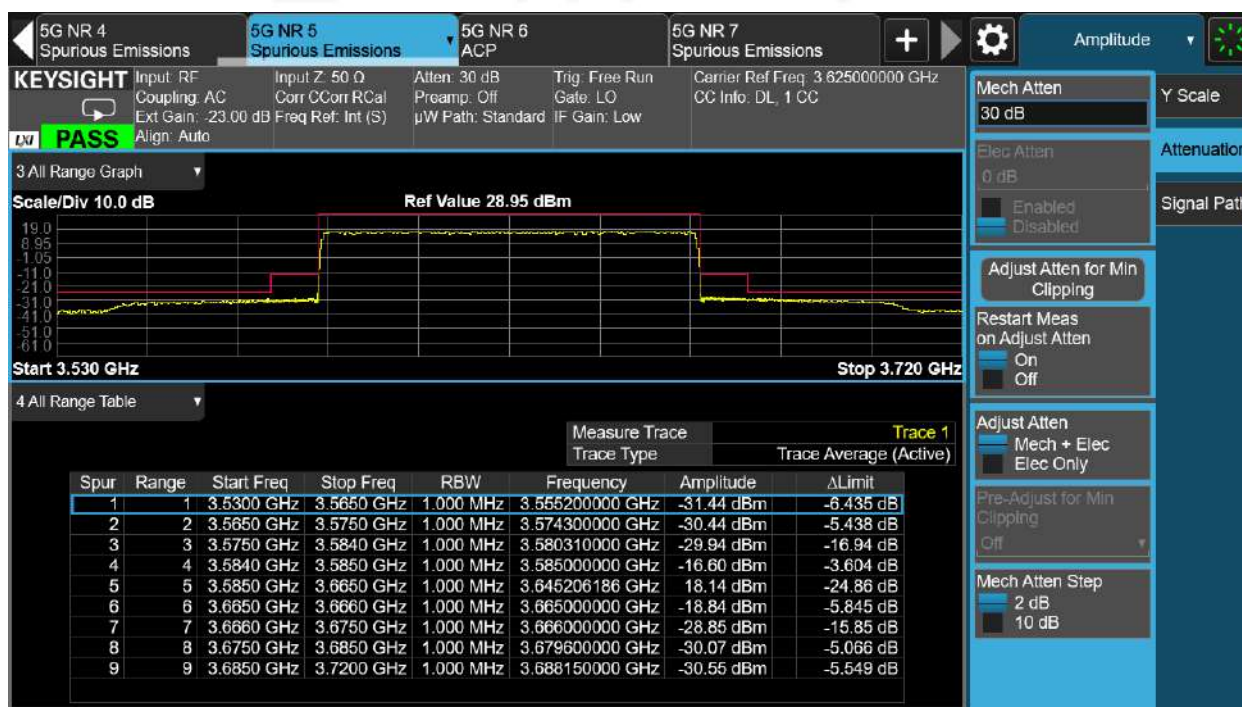 5G NR 4
Spurious Emissions
5G NR 5
Spurious Emissions
5G NR 6
ACP
5G NR 7
Spurious Emissions
+
Amplitude
KEYSIGHT
LXI PASS
Input: RF
Coupling: AC
Ext Gain: -23.00 dB
Align: Auto
Input Z: 50 Ω
Corr CCorr RCal
Freq Ref: Int (S)
Atten: 30 dB
Preamp: Off
µW Path: Standard
Trig: Free Run
Gate: LO
IF Gain: Low
Carrier Ref Freq: 3.625000000 GHz
CC Info: DL, 1 CC
3 All Range Graph
Scale/Div 10.0 dB
Ref Value 28.95 dBm
19.0
8.95
-1.05
-11.0
-21.0
-31.0
-41.0
-51.0
-61.0
Start 3.530 GHz
Stop 3.720 GHz
4 All Range Table
Measure Trace Trace 1
Trace Type Trace Average (Active)
Spur Range Start Freq Stop Freq RBW Frequency Amplitude ΔLimit
1 1 3.5300 GHz 3.5650 GHz 1.000 MHz 3.555200000 GHz -31.44 dBm -6.435 dB
2 2 3.5650 GHz 3.5750 GHz 1.000 MHz 3.574300000 GHz -30.44 dBm -5.438 dB
3 3 3.5750 GHz 3.5840 GHz 1.000 MHz 3.580310000 GHz -29.94 dBm -16.94 dB
4 4 3.5840 GHz 3.5850 GHz 1.000 MHz 3.585000000 GHz -16.60 dBm -3.604 dB
5 5 3.5850 GHz 3.6650 GHz 1.000 MHz 3.645206186 GHz 18.14 dBm -24.86 dB
6 6 3.6650 GHz 3.6660 GHz 1.000 MHz 3.665000000 GHz -18.84 dBm -5.845 dB
7 7 3.6660 GHz 3.6750 GHz 1.000 MHz 3.666000000 GHz -28.85 dBm -15.85 dB
8 8 3.6750 GHz 3.6850 GHz 1.000 MHz 3.679600000 GHz -30.07 dBm -5.066 dB
9 9 3.6850 GHz 3.7200 GHz 1.000 MHz 3.688150000 GHz -30.55 dBm -5.549 dB
Mech Atten
30 dB
Elec Atten
0 dB
Enabled
Disabled
Adjust Atten for Min
Clipping
Restart Meas
on Adjust Atten
On
Off
Adjust Atten
Mech + Elec
Elec Only
Pre-Adjust for Min
Clipping
Off
Mech Atten Step
2 dB
10 dB
Y Scale
Attenuation
Signal Path